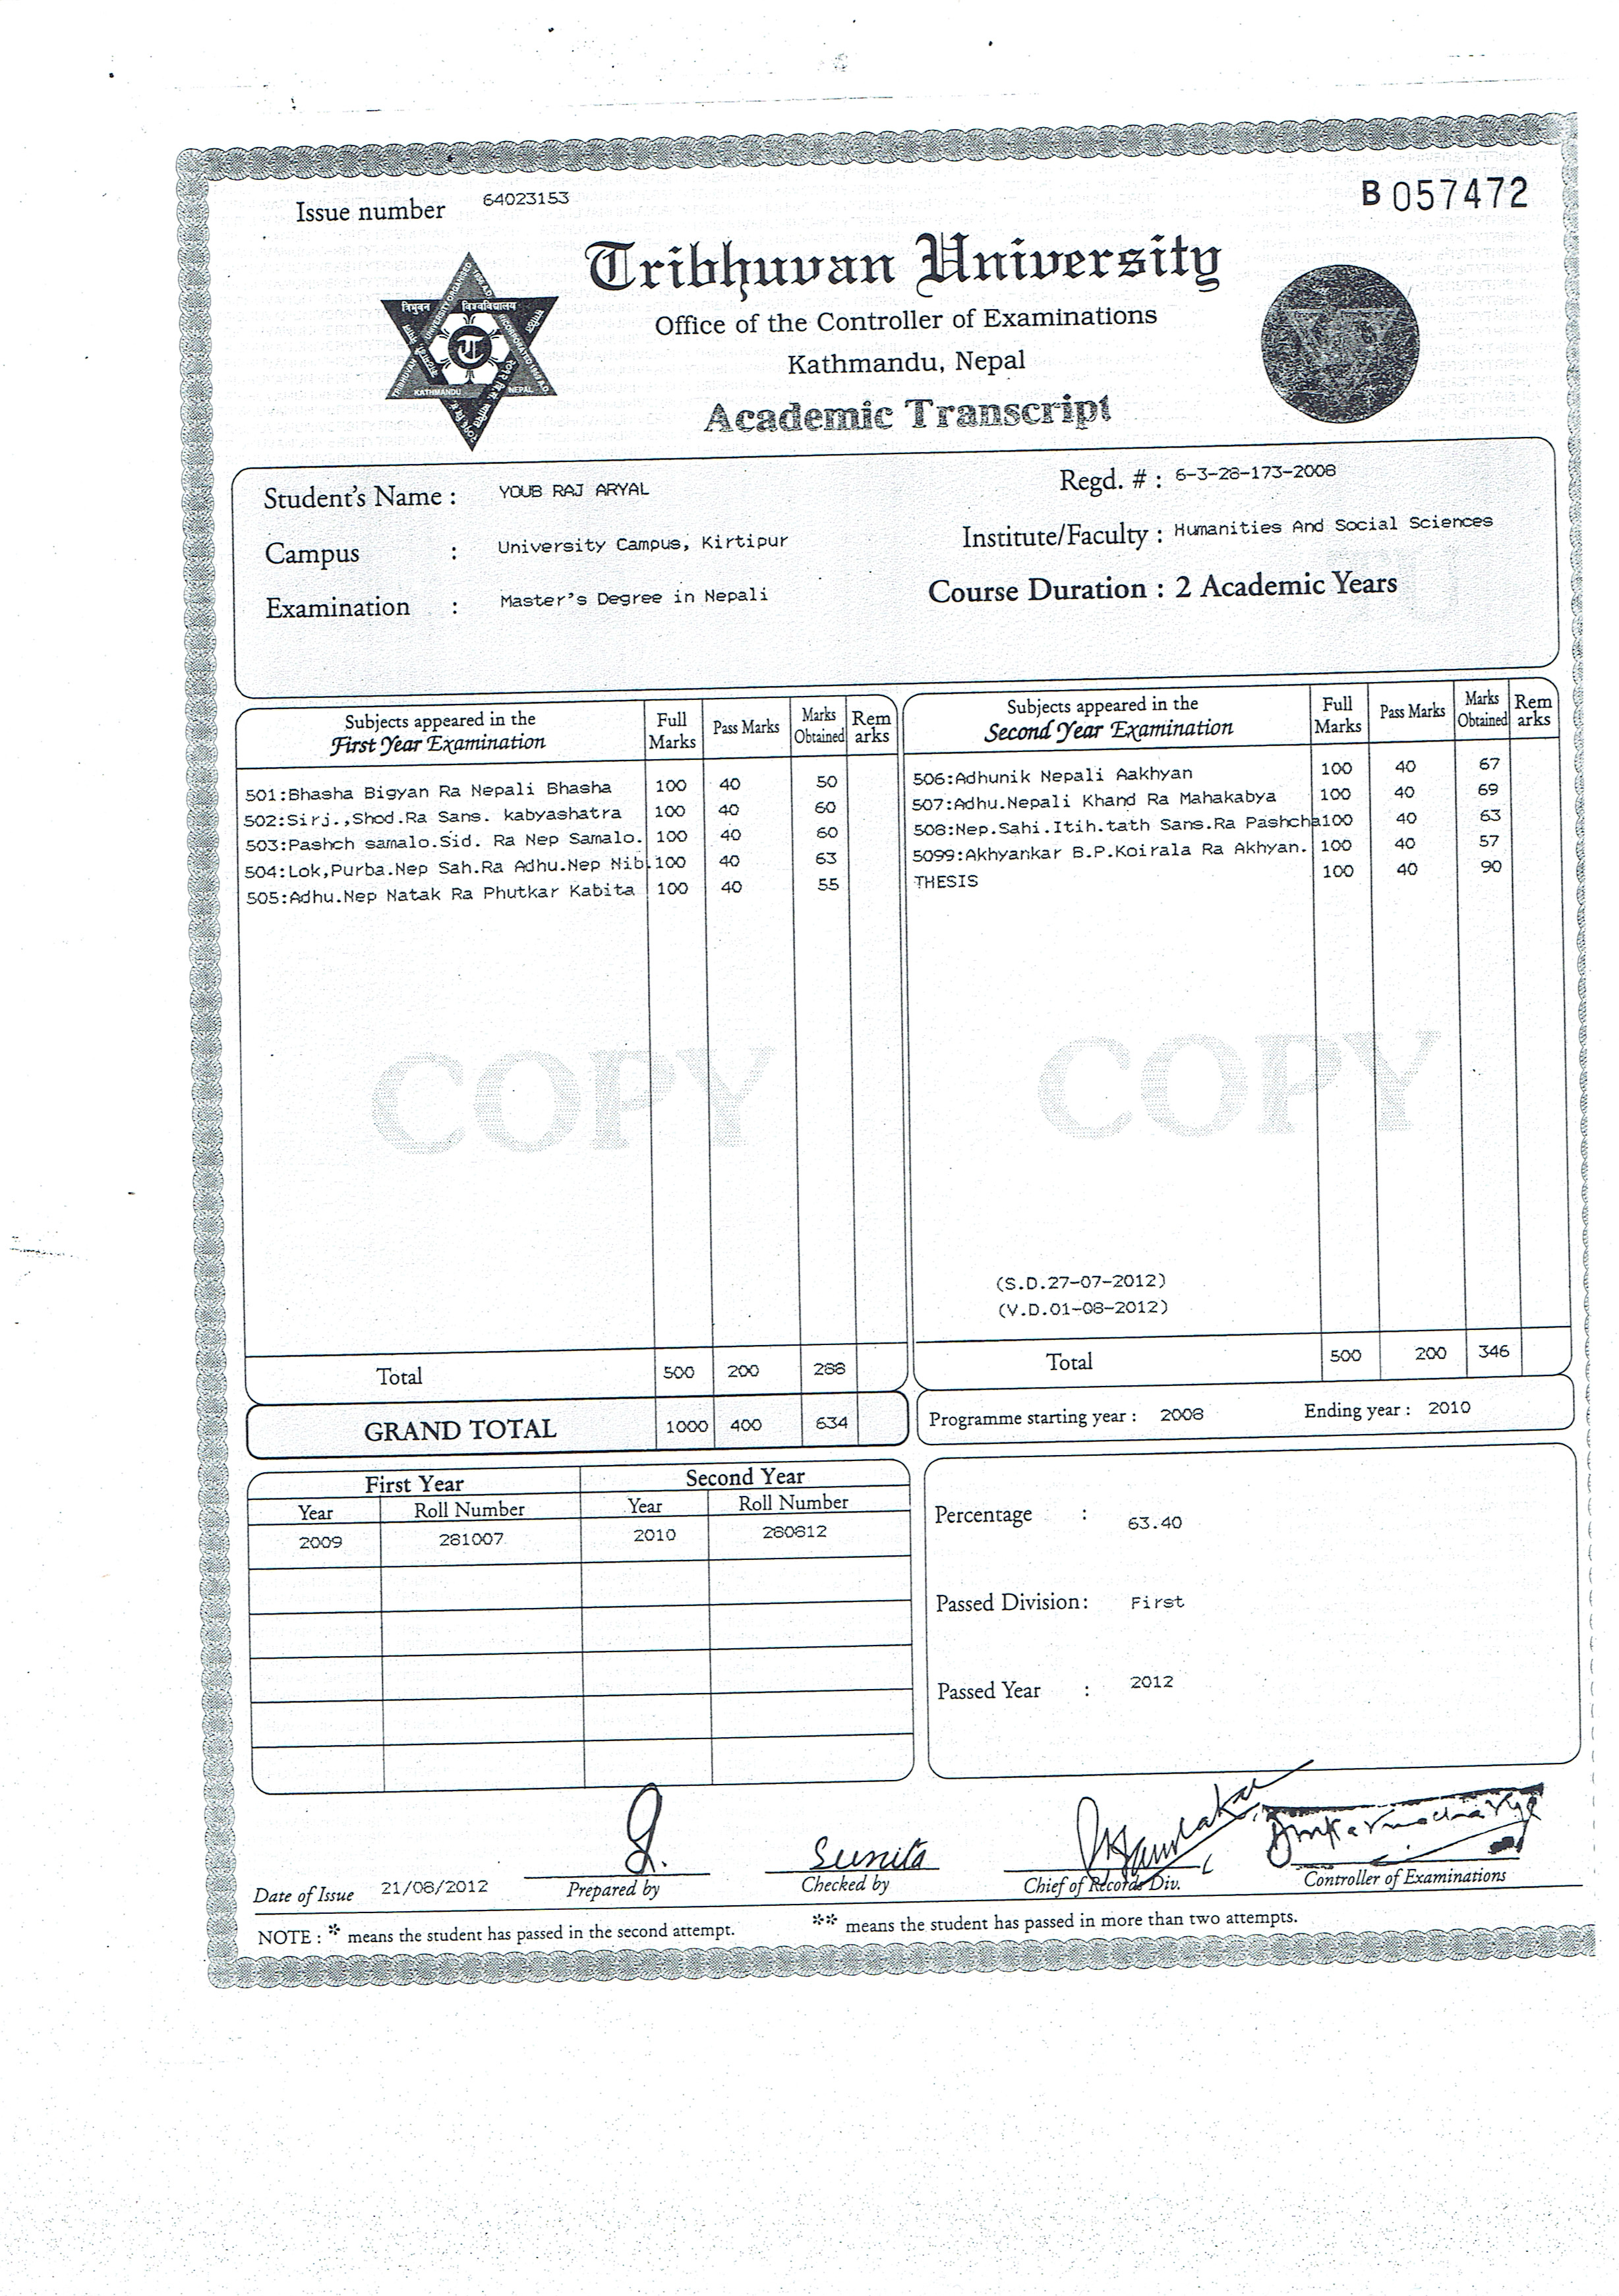 Issue number 64023153
B 057472
Tribhuvan University
Office of the Controller of Examinations
Kathmandu, Nepal
Academic Transcript
त्रिभुवन विश्वविद्यालय
KATHMANDU NEPAL
Student's Name : YOUB RAJ ARYAL
Regd. # : 6-3-28-173-2008
Campus : University Campus, Kirtipur
Institute/Faculty : Humanities And Social Sciences
Examination : Master's Degree in Nepali
Course Duration : 2 Academic Years
Subjects appeared in the First Year Examination Full Marks Pass Marks Marks Obtained Rem arks
501:Bhasha Bigyan Ra Nepali Bhasha 100 40 50
502:Sirj.,Shod.Ra Sans. kabyashatra 100 40 60
503:Pashch samalo.Sid. Ra Nep Samalo. 100 40 60
504:Lok,Purba.Nep Sah.Ra Adhu.Nep Nib. 100 40 63
505:Adhu.Nep Natak Ra Phutkar Kabita 100 40 55
COPY
Total 500 200 288
GRAND TOTAL 1000 400 634
Subjects appeared in the Second Year Examination Full Marks Pass Marks Marks Obtained Rem arks
506:Adhunik Nepali Aakhyan 100 40 67
507:Adhu.Nepali Khand Ra Mahakabya 100 40 69
508:Nep.Sahi.Itih.tath Sans.Ra Pashcha 100 40 63
5099:Akhyankar B.P.Koirala Ra Akhyan. 100 40 57
THESIS 100 40 90
COPY
(S.D.27-07-2012)
(V.D.01-08-2012)
Total 500 200 346
Programme starting year : 2008 Ending year : 2010
First Year Second Year
Year Roll Number Year Roll Number
2009 281007 2010 280812
Percentage : 63.40
Passed Division: First
Passed Year : 2012
Sunita
Date of Issue 21/08/2012
Prepared by
Checked by
Chief of Records Div.
Controller of Examinations
NOTE : * means the student has passed in the second attempt. ** means the student has passed in more than two attempts.